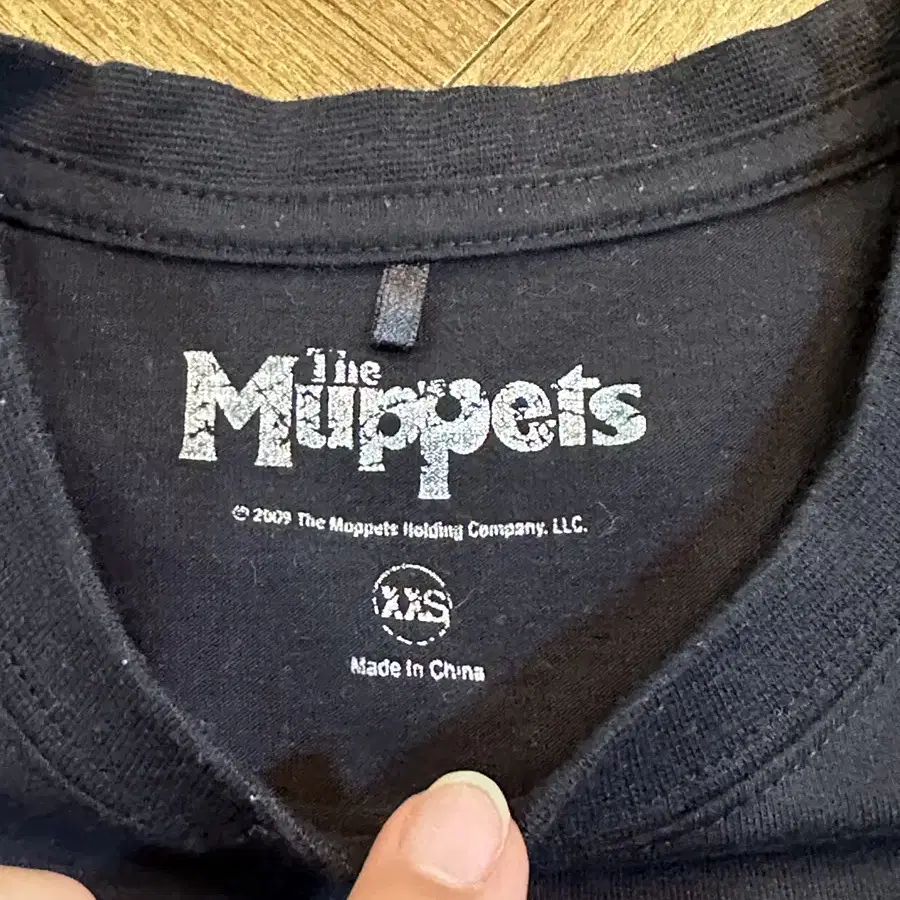 The
Muppets
© 2009 The Muppets Holding Company, LLC.
XXS
Made In China